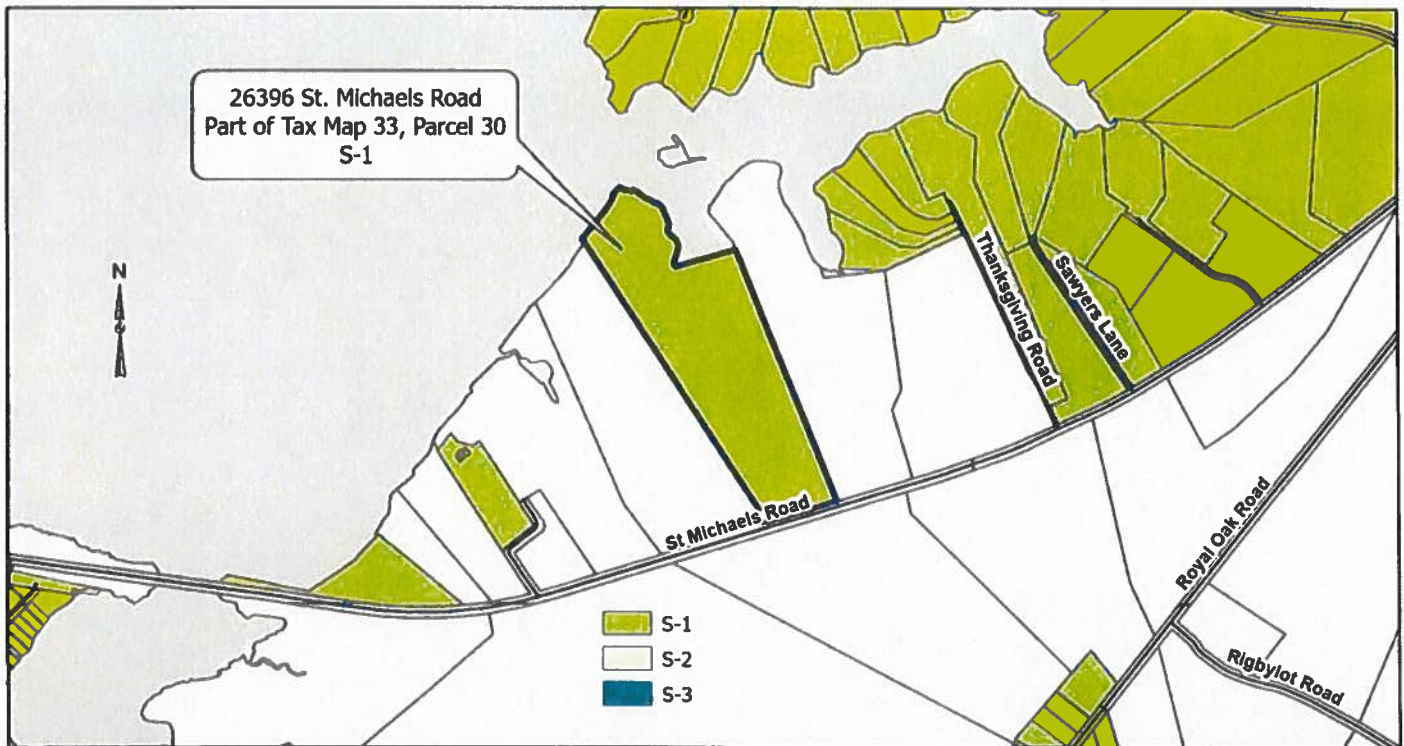 26396 St. Michaels Road
Part of Tax Map 33, Parcel 30
S-1
N
Thanksgiving Road
Sawyers Lane
St Michaels Road
Royal Oak Road
Rigbylot Road
S-1
S-2
S-3